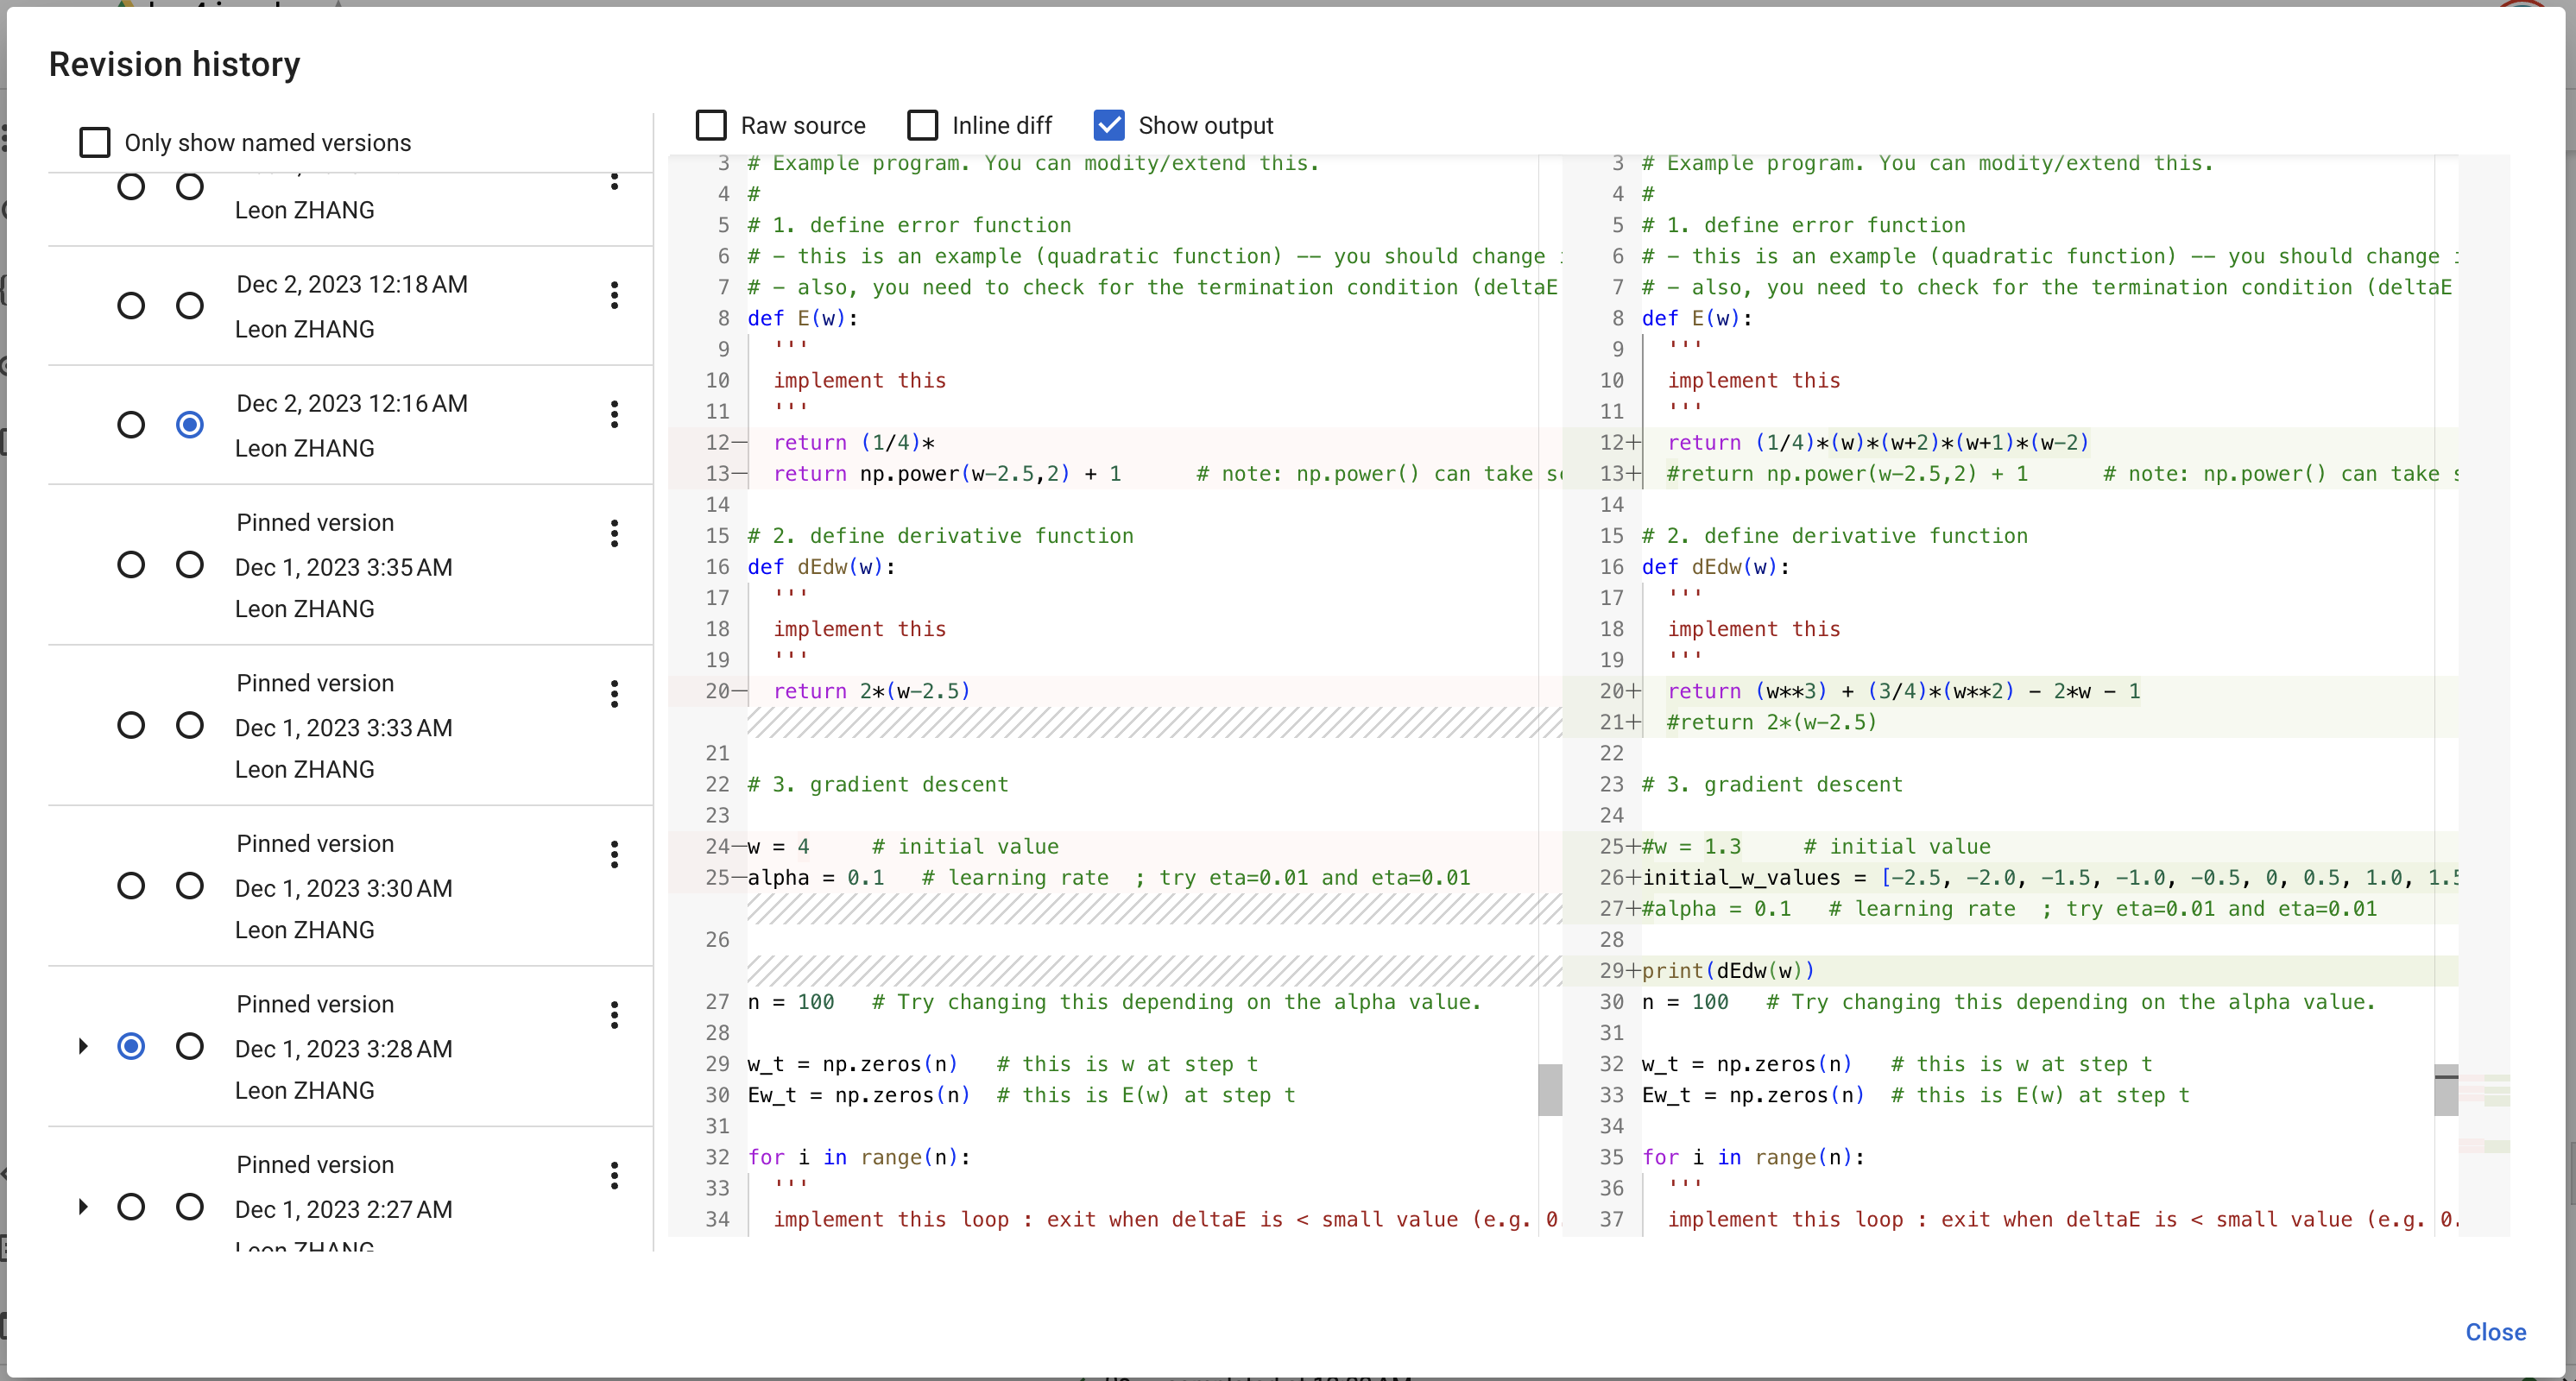 Revision history
Only show named versions
Leon ZHANG
Dec 2, 2023 12:18 AM
Leon ZHANG
Dec 2, 2023 12:16 AM
Leon ZHANG
Pinned version
Dec 1, 2023 3:35 AM
Leon ZHANG
Pinned version
Dec 1, 2023 3:33 AM
Leon ZHANG
Pinned version
Dec 1, 2023 3:30 AM
Leon ZHANG
Pinned version
Dec 1, 2023 3:28 AM
Leon ZHANG
Pinned version
Dec 1, 2023 2:27 AM
Leon ZHANG
Raw source Inline diff Show output
3 # Example program. You can modity/extend this.
4 #
5 # 1. define error function
6 # - this is an example (quadratic function) -- you should change
7 # - also, you need to check for the termination condition (deltaE
8 def E(w):
9 '''
10 implement this
11 '''
12— return (1/4)*
13— return np.power(w-2.5,2) + 1 # note: np.power() can take
14
15 # 2. define derivative function
16 def dEdw(w):
17 '''
18 implement this
19 '''
20— return 2*(w-2.5)
21
22 # 3. gradient descent
23
24—w = 4 # initial value
25—alpha = 0.1 # learning rate ; try eta=0.01 and eta=0.01
26
27 n = 100 # Try changing this depending on the alpha value.
28
29 w_t = np.zeros(n) # this is w at step t
30 Ew_t = np.zeros(n) # this is E(w) at step t
31
32 for i in range(n):
33 '''
34 implement this loop : exit when deltaE is < small value (e.g. 0
3 # Example program. You can modity/extend this.
4 #
5 # 1. define error function
6 # - this is an example (quadratic function) -- you should change
7 # - also, you need to check for the termination condition (deltaE
8 def E(w):
9 '''
10 implement this
11 '''
12+ return (1/4)*(w)*(w+2)*(w+1)*(w-2)
13+ #return np.power(w-2.5,2) + 1 # note: np.power() can take
14
15 # 2. define derivative function
16 def dEdw(w):
17 '''
18 implement this
19 '''
20+ return (w**3) + (3/4)*(w**2) - 2*w - 1
21+ #return 2*(w-2.5)
22
23 # 3. gradient descent
24
25+#w = 1.3 # initial value
26+initial_w_values = [-2.5, -2.0, -1.5, -1.0, -0.5, 0, 0.5, 1.0, 1.5
27+#alpha = 0.1 # learning rate ; try eta=0.01 and eta=0.01
28
29+print(dEdw(w))
30 n = 100 # Try changing this depending on the alpha value.
31
32 w_t = np.zeros(n) # this is w at step t
33 Ew_t = np.zeros(n) # this is E(w) at step t
34
35 for i in range(n):
36 '''
37 implement this loop : exit when deltaE is < small value (e.g. 0.
Close